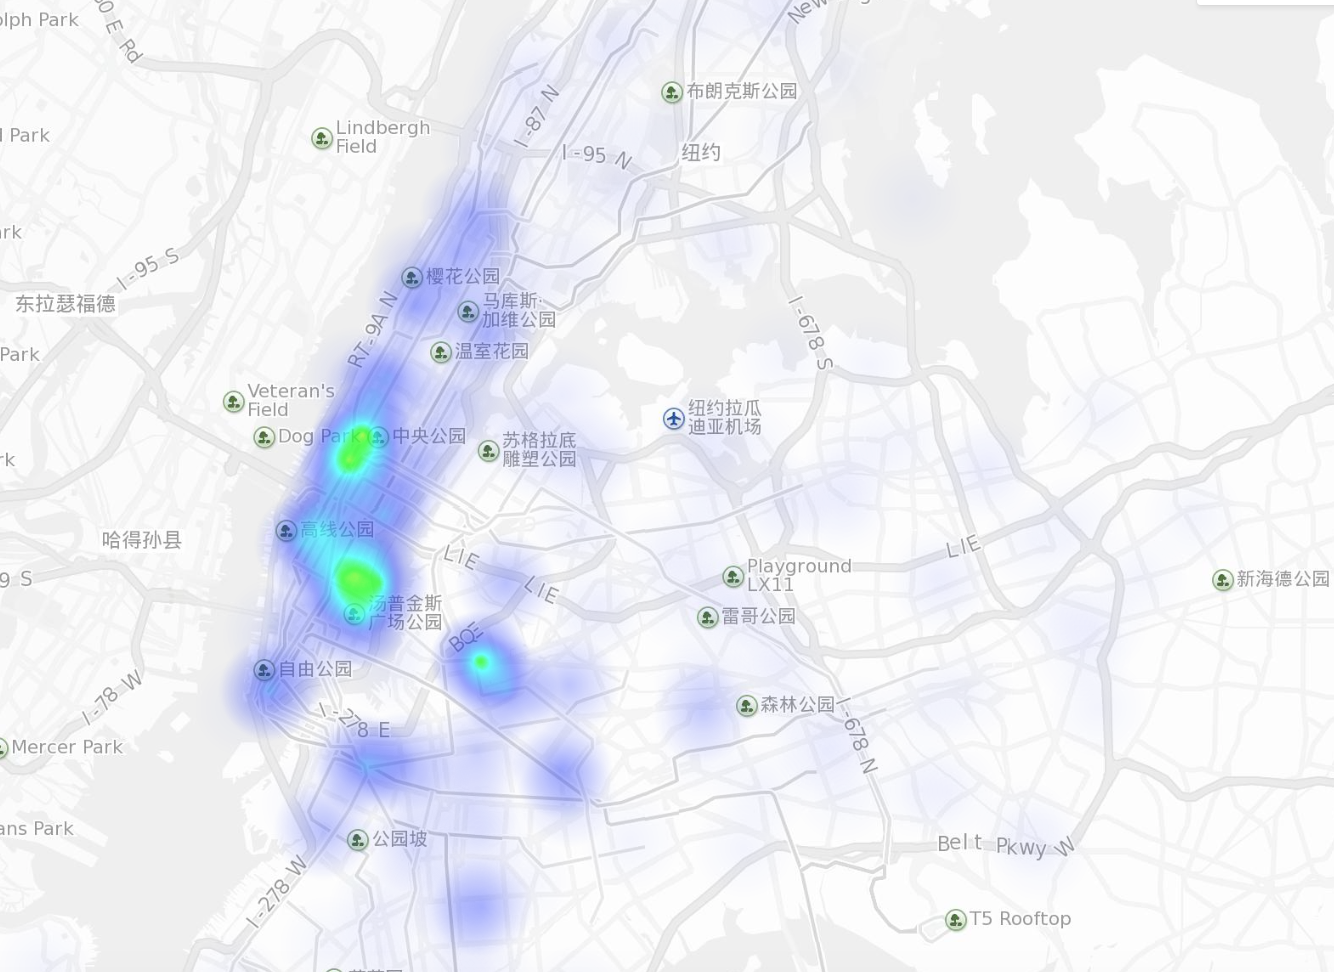 olph Park
80 E Rd
New
布朗克斯公园
I-87 N
Lindbergh
Field
l Park
I-95 N
纽约
ark
I-95 S
樱花公园
东拉瑟福德
马库斯·
加维公园
I-678 S
RT-9A N
温室花园
Park
Veteran's
Field
纽约拉瓜
迪亚机场
Dog Park
中央公园
苏格拉底
雕塑公园
rk
高线公园
哈得孙县
LIE
LIE
LIE
9 S
Playground
LX11
新海德公园
汤普金斯
广场公园
雷哥公园
BQE
自由公园
I-78 W
森林公园
I-278 E
I-678 N
Mercer Park
ans Park
公园坡
Belt Pkwy W
I-278 W
T5 Rooftop